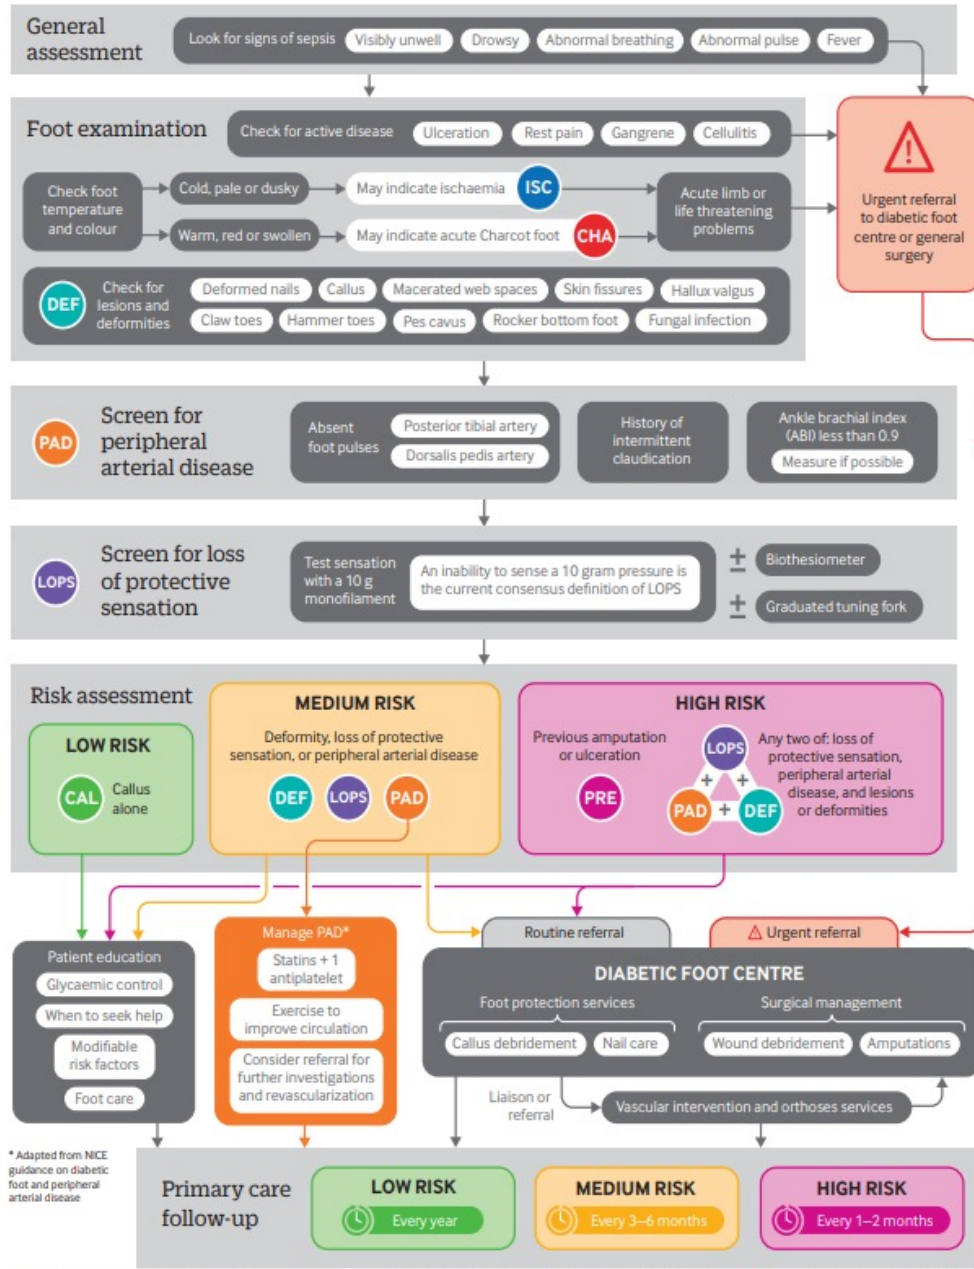 General
assessment
Look for signs of sepsis
Visibly unwell
Drowsy
Abnormal breathing
Abnormal pulse
Fever
Foot examination
Check for active disease
Ulceration
Rest pain
Gangrene
Cellulitis
Check foot
temperature
and colour
Cold, pale or dusky
May indicate ischaemia
ISC
Warm, red or swollen
May indicate acute Charcot foot
CHA
Acute limb or
life threatening
problems
Urgent referral
to diabetic foot
centre or general
surgery
DEF
Check for
lesions and
deformities
Deformed nails
Callus
Macerated web spaces
Skin fissures
Hallux valgus
Claw toes
Hammer toes
Pes cavus
Rocker bottom foot
Fungal infection
PAD
Screen for
peripheral
arterial disease
Absent
foot pulses
Posterior tibial artery
Dorsalis pedis artery
History of
intermittent
claudication
Ankle brachial index
(ABI) less than 0.9
Measure if possible
LOPS
Screen for loss
of protective
sensation
Test sensation
with a 10 g
monofilament
An inability to sense a 10 gram pressure is
the current consensus definition of LOPS
± Biothesiometer
± Graduated tuning fork
Risk assessment
LOW RISK
CAL
Callus
alone
MEDIUM RISK
Deformity, loss of protective
sensation, or peripheral arterial disease
DEF
LOPS
PAD
HIGH RISK
Previous amputation
or ulceration
PRE
LOPS
+ +
PAD + DEF
Any two of: loss of
protective sensation,
peripheral arterial
disease, and lesions
or deformities
Patient education
Glycaemic control
When to seek help
Modifiable
risk factors
Foot care
Manage PAD*
Statins + 1
antiplatelet
Exercise to
improve circulation
Consider referral for
further investigations
and revascularization
Routine referral
Urgent referral
DIABETIC FOOT CENTRE
Foot protection services
Callus debridement
Nail care
Surgical management
Wound debridement
Amputations
Liaison or
referral
Vascular intervention and orthoses services
* Adapted from NICE
guidance on diabetic
foot and peripheral
arterial disease
Primary care
follow-up
LOW RISK
Every year
MEDIUM RISK
Every 3–6 months
HIGH RISK
Every 1–2 months